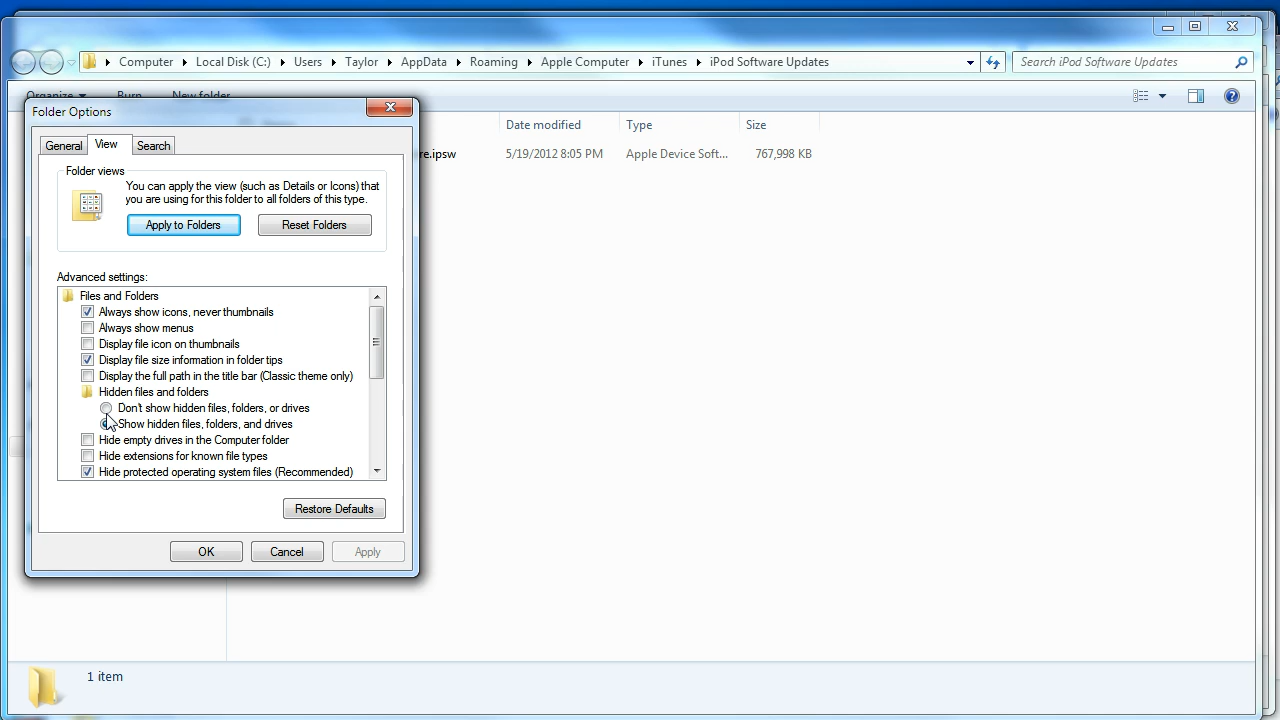 Computer Local Disk (C:) Users Taylor AppData Roaming Apple Computer iTunes iPod Software Updates Search iPod Software Updates
Organize Burn New folder
Folder Options
Date modified Type Size
General View Search
re.ipsw 5/19/2012 8:05 PM Apple Device Soft... 767,998 KB
Folder views
You can apply the view (such as Details or Icons) that
you are using for this folder to all folders of this type.
Apply to Folders Reset Folders
Advanced settings:
Files and Folders
Always show icons, never thumbnails
Always show menus
Display file icon on thumbnails
Display file size information in folder tips
Display the full path in the title bar (Classic theme only)
Hidden files and folders
Don't show hidden files, folders, or drives
Show hidden files, folders, and drives
Hide empty drives in the Computer folder
Hide extensions for known file types
Hide protected operating system files (Recommended)
Restore Defaults
OK Cancel Apply
1 item